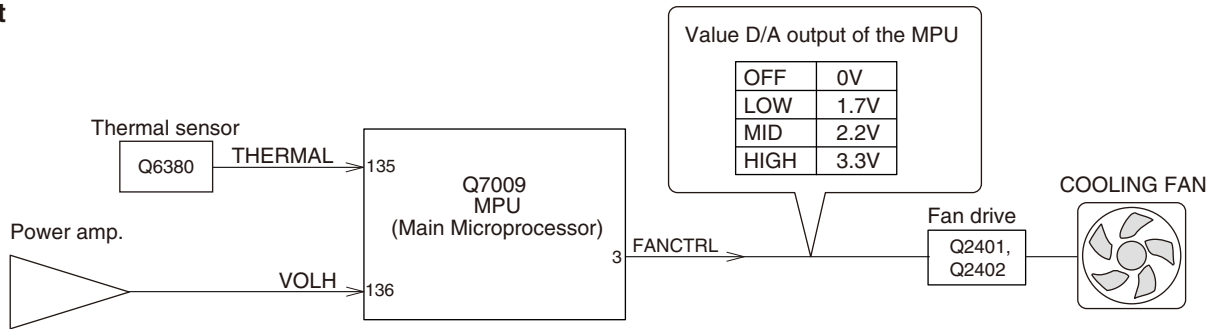 t
Value D/A output of the MPU
OFF 0V
LOW 1.7V
MID 2.2V
HIGH 3.3V
Thermal sensor
Q6380
THERMAL
135
Q7009
MPU
(Main Microprocessor)
COOLING FAN
Fan drive
Q2401,
Q2402
Power amp.
3
FANCTRL
VOLH
136